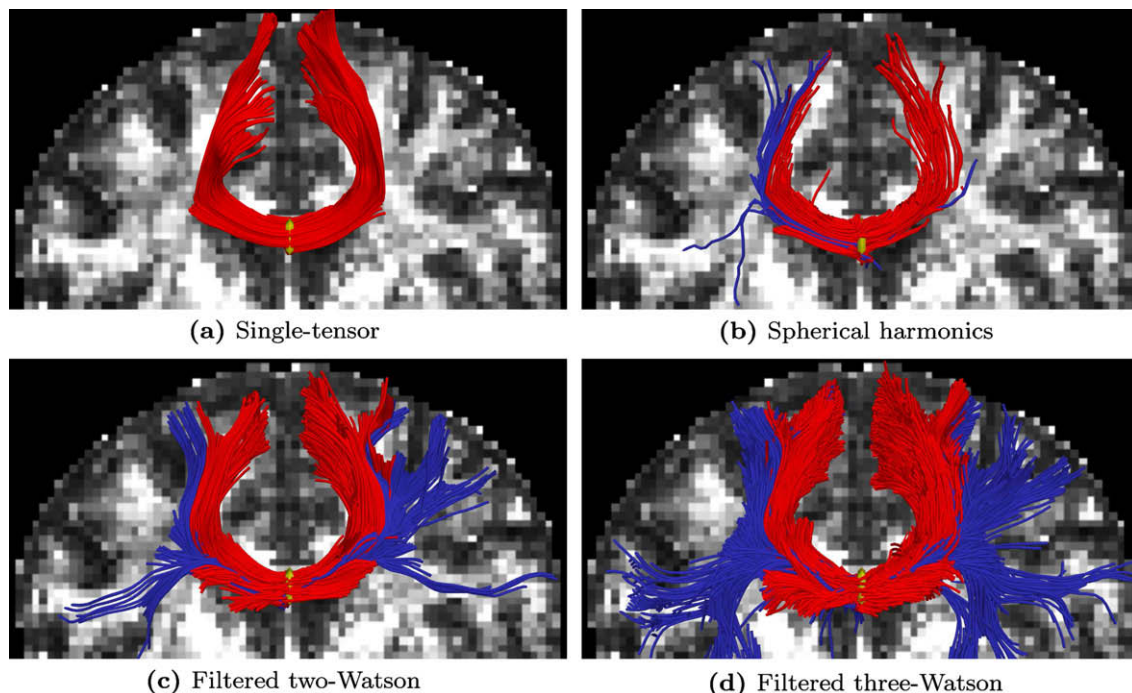 (a) Single-tensor
(b) Spherical harmonics
(c) Filtered two-Watson
(d) Filtered three-Watson